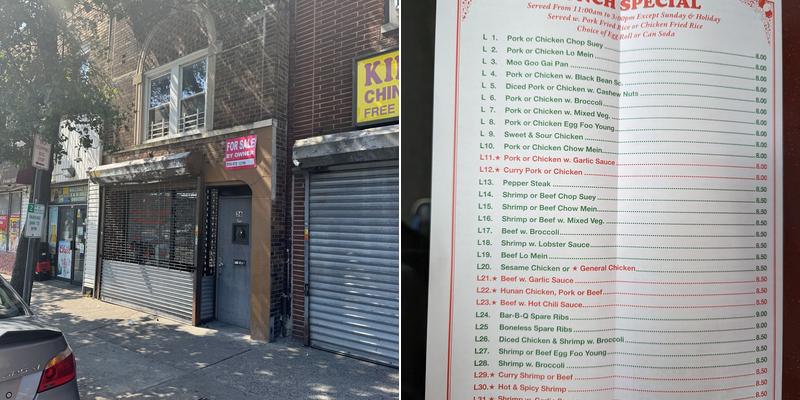 FOR SALE
BY OWNER
KI
CHIN
FREE
24
LUNCH SPECIAL
Served From 11:00am to 3:00pm Except Sunday & Holiday
Served w. Pork Fried Rice or Chicken Fried Rice
Choice of Egg Roll or Can Soda
L 1. Pork or Chicken Chop Suey 8.00
L 2. Pork or Chicken Lo Mein 8.00
L 3. Moo Goo Gai Pan 8.00
L 4. Pork or Chicken w. Black Bean 8.00
L 5. Diced Pork or Chicken w. Cashew Nuts 8.00
L 6. Pork or Chicken w. Broccoli 8.00
L 7. Pork or Chicken w. Mixed Veg. 8.00
L 8. Pork or Chicken Egg Foo Young 8.00
L 9. Sweet & Sour Chicken 8.00
L10. Pork or Chicken Chow Mein 8.00
L11.★ Pork or Chicken w. Garlic Sauce 8.00
L12.★ Curry Pork or Chicken 8.00
L13. Pepper Steak 8.50
L14. Shrimp or Beef Chop Suey 8.50
L15. Shrimp or Beef Chow Mein 8.50
L16. Shrimp or Beef w. Mixed Veg. 8.50
L17. Beef w. Broccoli 8.50
L18. Shrimp w. Lobster Sauce 8.50
L19. Beef Lo Mein 8.50
L20. Sesame Chicken or ★ General Chicken 8.50
L21.★ Beef w. Garlic Sauce 8.50
L22.★ Hunan Chicken, Pork or Beef 8.50
L23.★ Beef w. Hot Chili Sauce 8.50
L24. Bar-B-Q Spare Ribs 9.00
L25 Boneless Spare Ribs 9.00
L26. Diced Chicken & Shrimp w. Broccoli 8.50
L27. Shrimp or Beef Egg Foo Young 8.50
L28. Shrimp w. Broccoli 8.50
L29.★ Curry Shrimp or Beef 8.50
L30.★ Hot & Spicy Shrimp 8.50